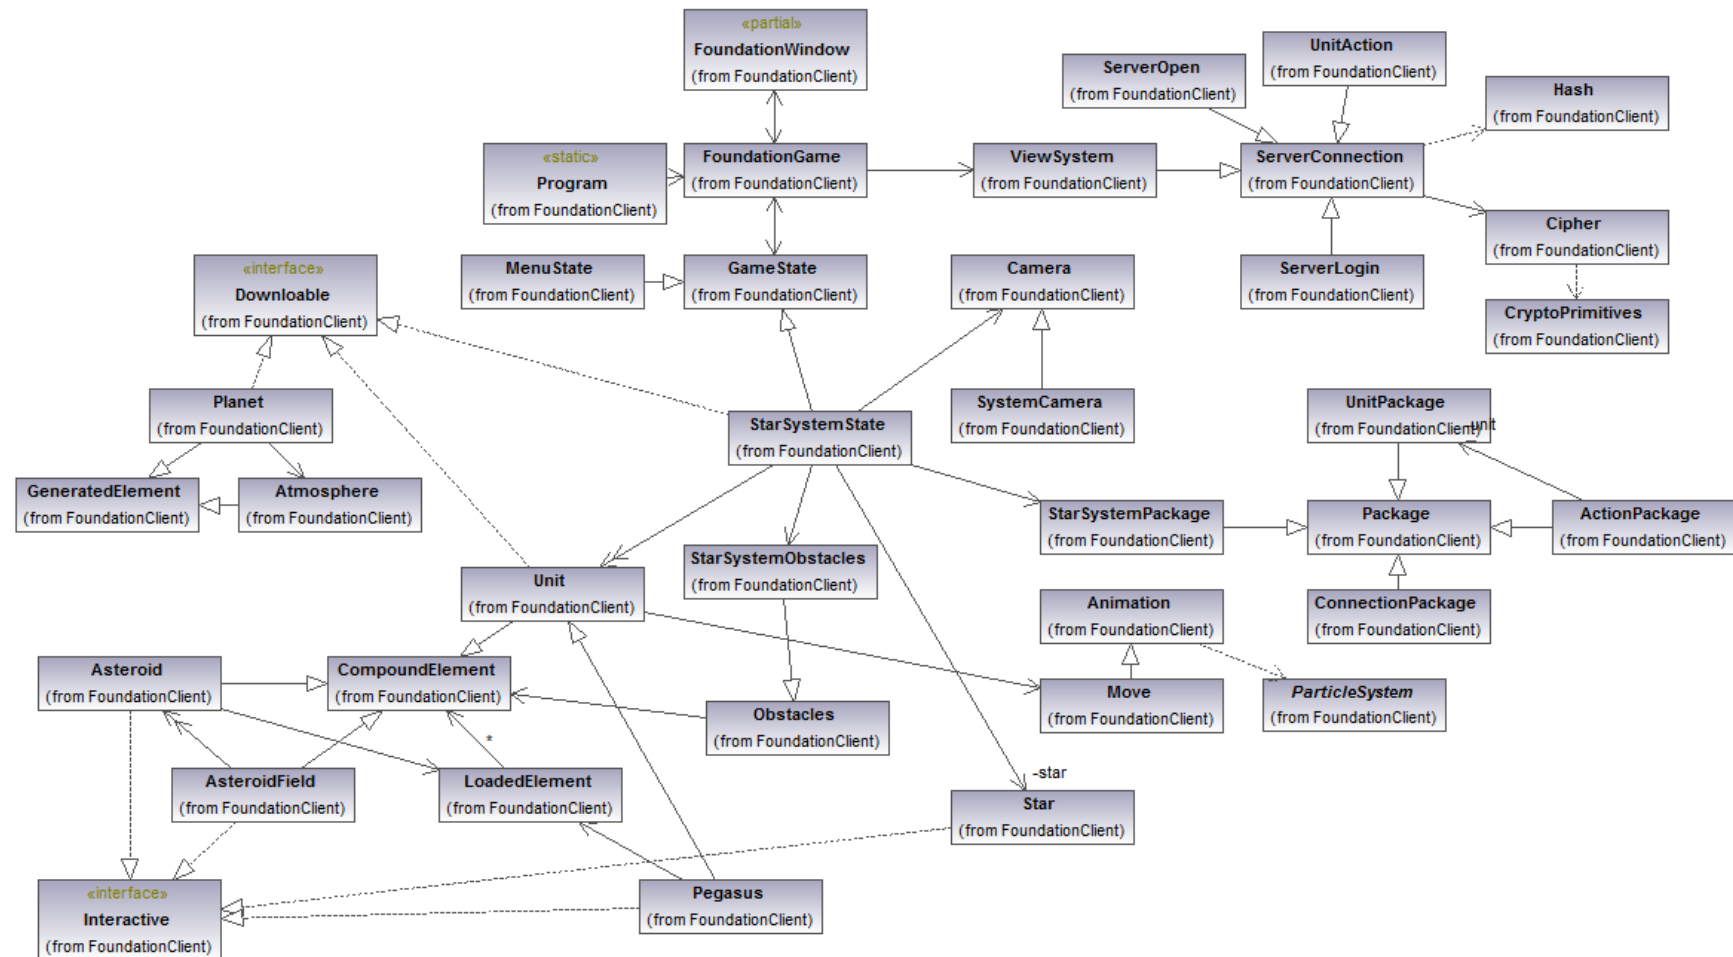 «partial»
FoundationWindow
(from FoundationClient)
ServerOpen
(from FoundationClient)
UnitAction
(from FoundationClient)
Hash
(from FoundationClient)
«static»
Program
(from FoundationClient)
FoundationGame
(from FoundationClient)
ViewSystem
(from FoundationClient)
ServerConnection
(from FoundationClient)
Cipher
(from FoundationClient)
«interface»
Downloable
(from FoundationClient)
MenuState
(from FoundationClient)
GameState
(from FoundationClient)
Camera
(from FoundationClient)
ServerLogin
(from FoundationClient)
CryptoPrimitives
(from FoundationClient)
Planet
(from FoundationClient)
StarSystemState
(from FoundationClient)
SystemCamera
(from FoundationClient)
UnitPackage
(from FoundationClient)
-unit
GeneratedElement
(from FoundationClient)
Atmosphere
(from FoundationClient)
StarSystemPackage
(from FoundationClient)
Package
(from FoundationClient)
ActionPackage
(from FoundationClient)
Unit
(from FoundationClient)
StarSystemObstacles
(from FoundationClient)
Animation
(from FoundationClient)
ConnectionPackage
(from FoundationClient)
Asteroid
(from FoundationClient)
CompoundElement
(from FoundationClient)
Obstacles
(from FoundationClient)
Move
(from FoundationClient)
ParticleSystem
(from FoundationClient)
*
AsteroidField
(from FoundationClient)
LoadedElement
(from FoundationClient)
-star
Star
(from FoundationClient)
«interface»
Interactive
(from FoundationClient)
Pegasus
(from FoundationClient)